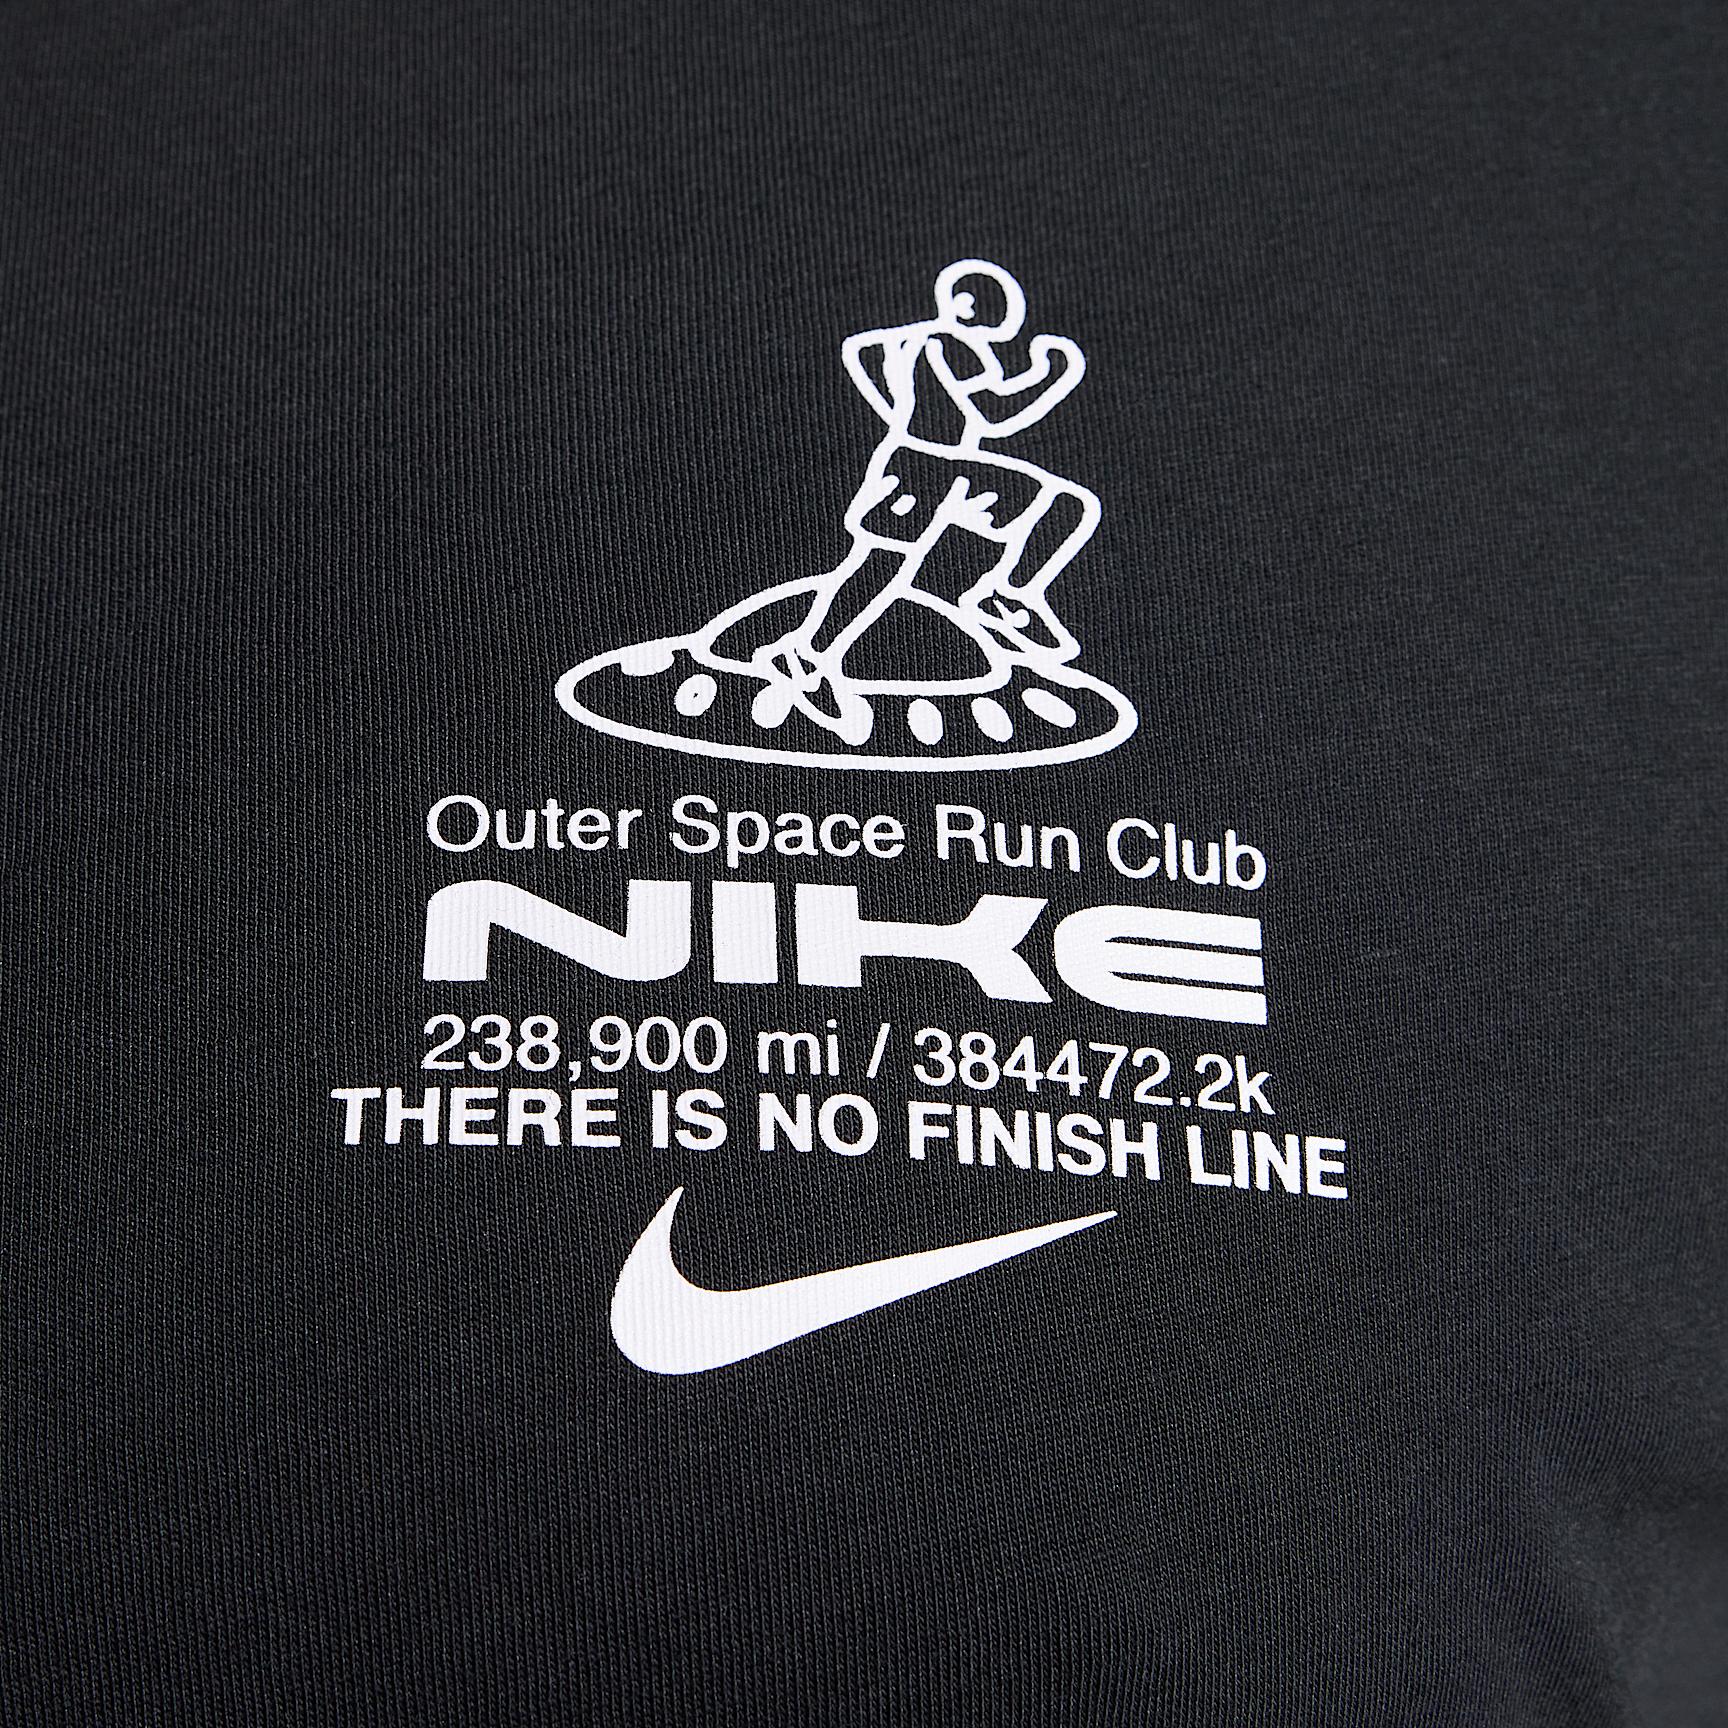 Outer Space Run Club
NIKE
238,900 mi / 384472.2k
THERE IS NO FINISH LINE